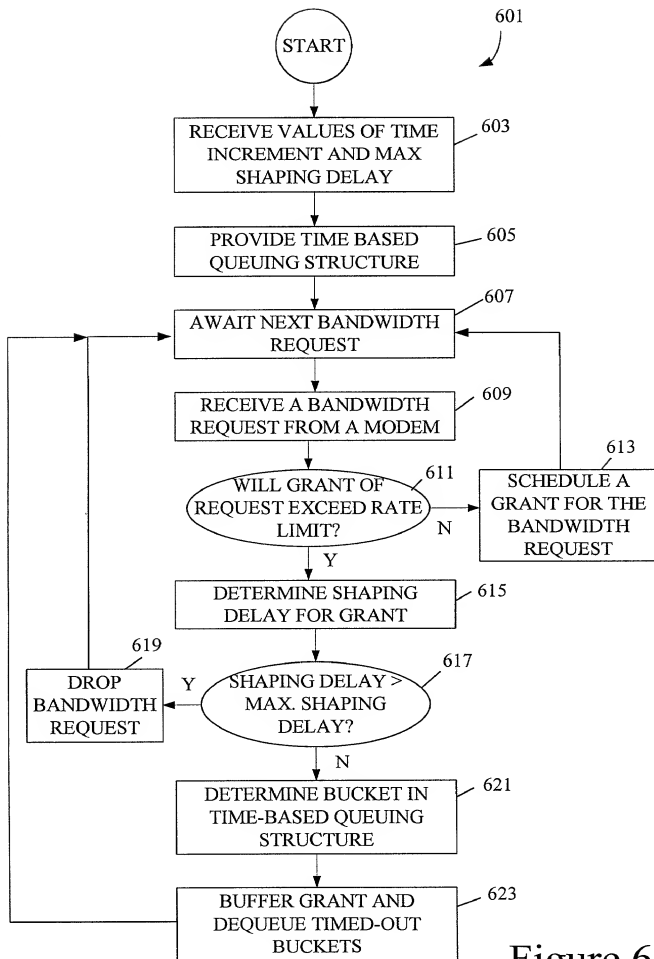 START
601
RECEIVE VALUES OF TIME
INCREMENT AND MAX
SHAPING DELAY
603
PROVIDE TIME BASED
QUEUING STRUCTURE
605
607
AWAIT NEXT BANDWIDTH
REQUEST
RECEIVE A BANDWIDTH
REQUEST FROM A MODEM
609
611
WILL GRANT OF
REQUEST EXCEED RATE
LIMIT?
N
Y
613
SCHEDULE A
GRANT FOR THE
BANDWIDTH
REQUEST
DETERMINE SHAPING
DELAY FOR GRANT
615
619
DROP
BANDWIDTH
REQUEST
Y
617
SHAPING DELAY >
MAX. SHAPING
DELAY?
N
DETERMINE BUCKET IN
TIME-BASED QUEUING
STRUCTURE
621
BUFFER GRANT AND
DEQUEUE TIMED-OUT
BUCKETS
623
Figure 6